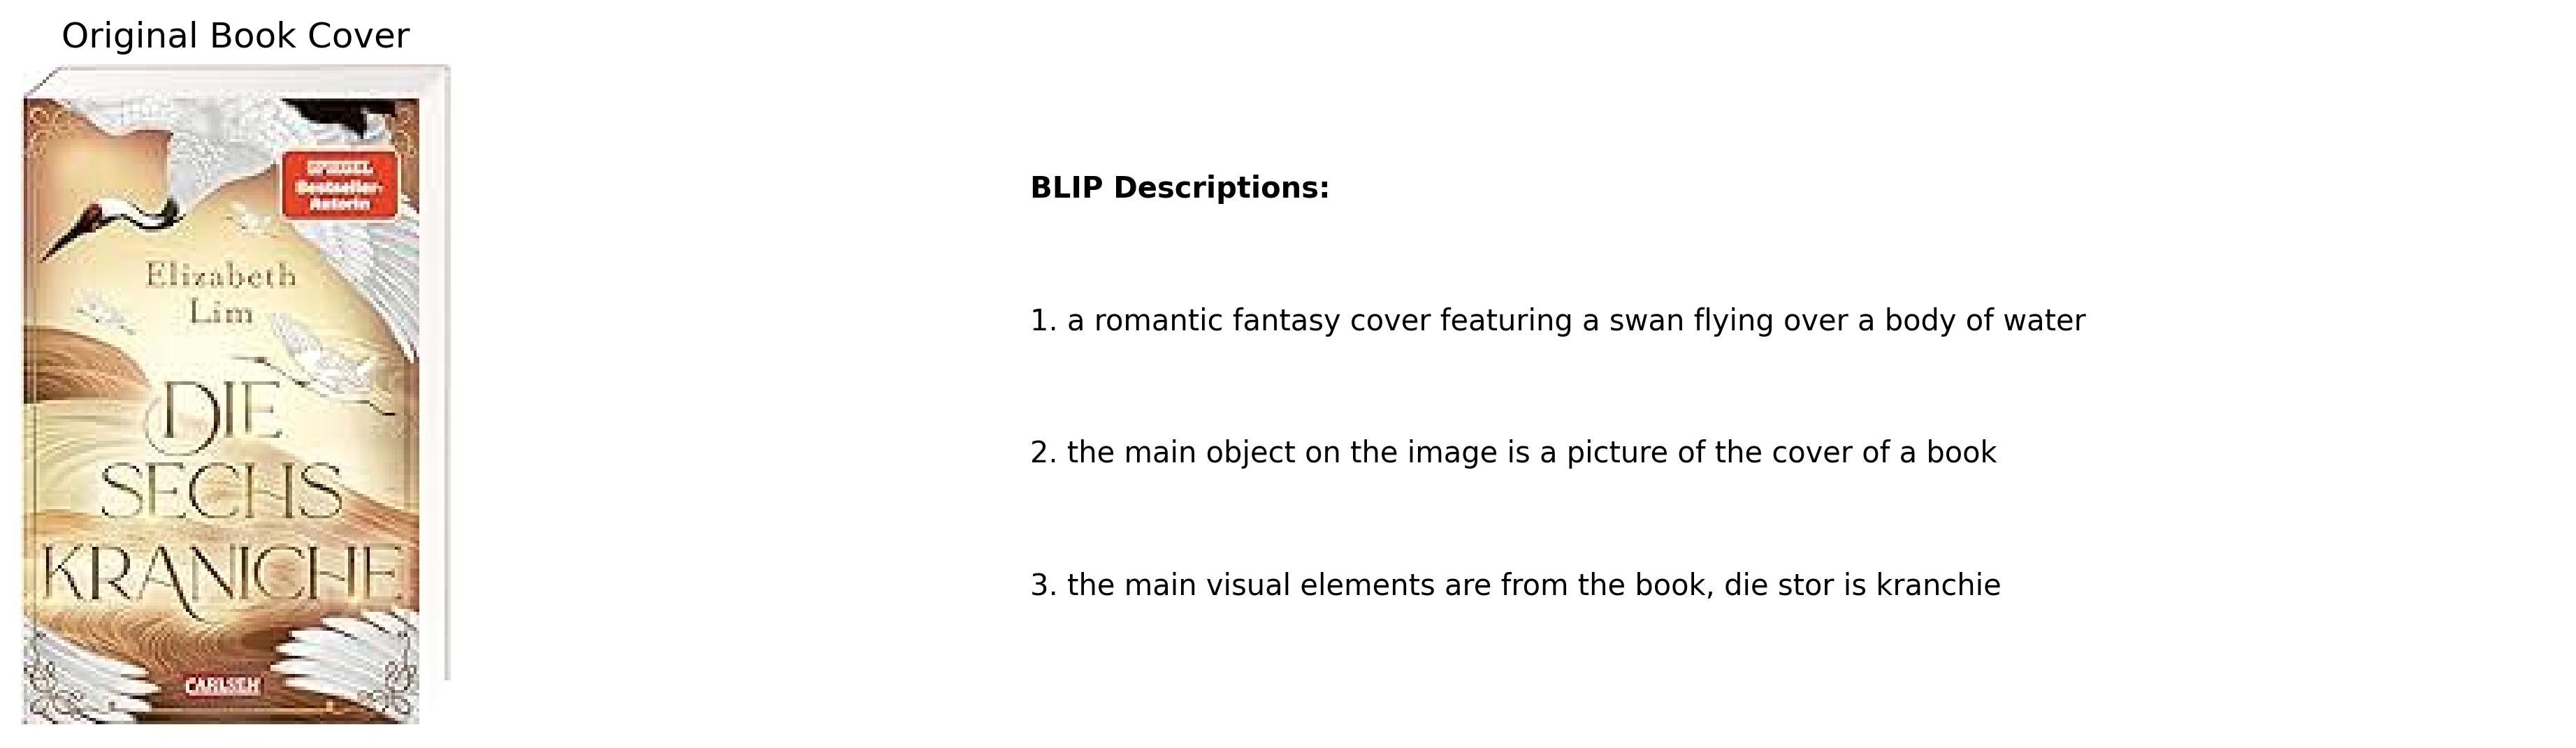 Original Book Cover
SPIEGEL
Bestseller-
Autorin
Elizabeth
Lim
DIE
SECHS
KRANICHE
CARLSEN
BLIP Descriptions:
1. a romantic fantasy cover featuring a swan flying over a body of water
2. the main object on the image is a picture of the cover of a book
3. the main visual elements are from the book, die stor is kranchie